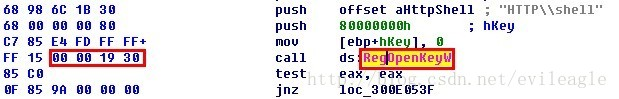 68 98 6C 1B 30 push offset aHttpShell ; "HTTP\\shell"
68 00 00 00 80 push 80000000h ; hKey
C7 85 E4 FD FF FF+ mov [ebp+hKey], 0
FF 15 00 00 19 30 call ds:RegOpenKeyW
85 C0 test eax, eax
0F 85 9A 00 00 00 jnz loc_300E053F
http://blog.csdn.net/evileagle